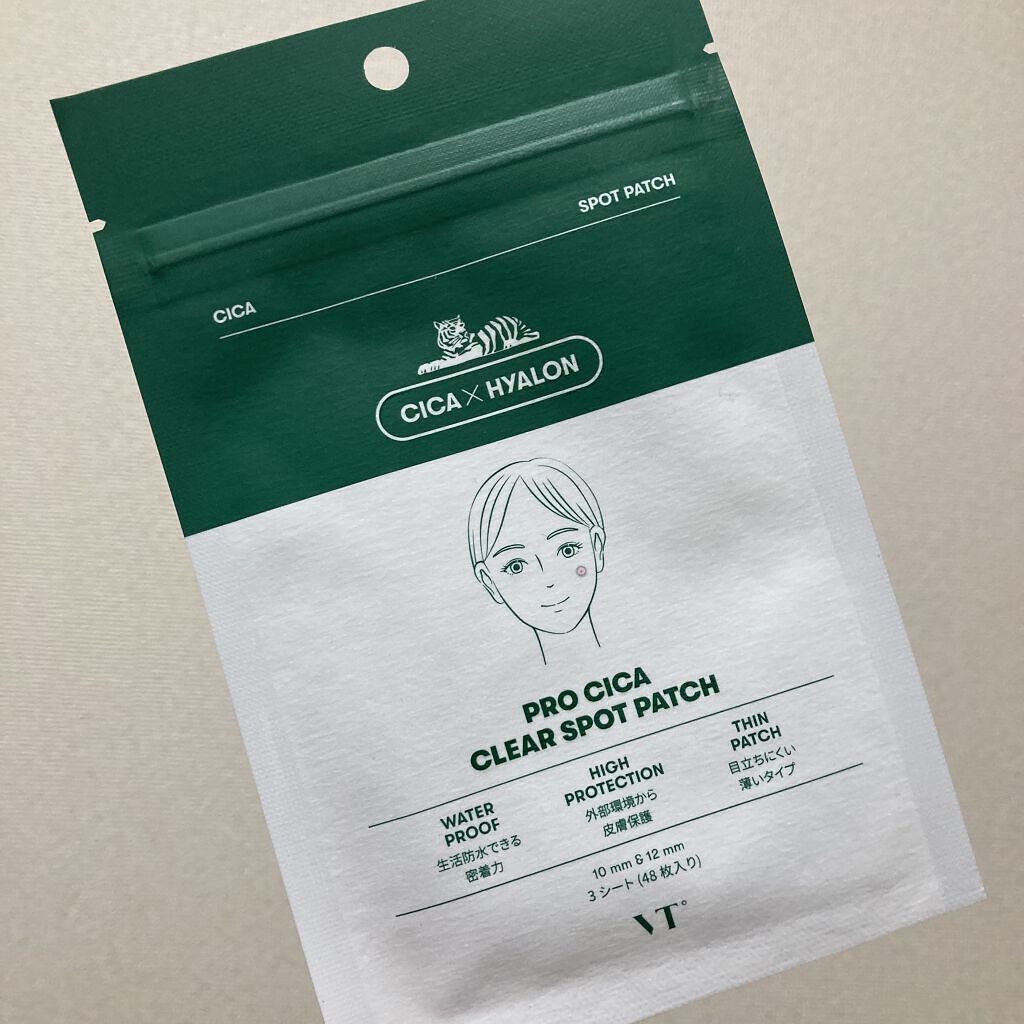 SPOT PATCH
CICA
CICA×HYALON
PRO CICA
CLEAR SPOT PATCH
WATER
PROOF
生活防水できる
密着力
HIGH
PROTECTION
外部環境から
皮膚保護
THIN
PATCH
目立ちにくい
薄いタイプ
10 mm & 12 mm
3シート (48枚入り)
VT°